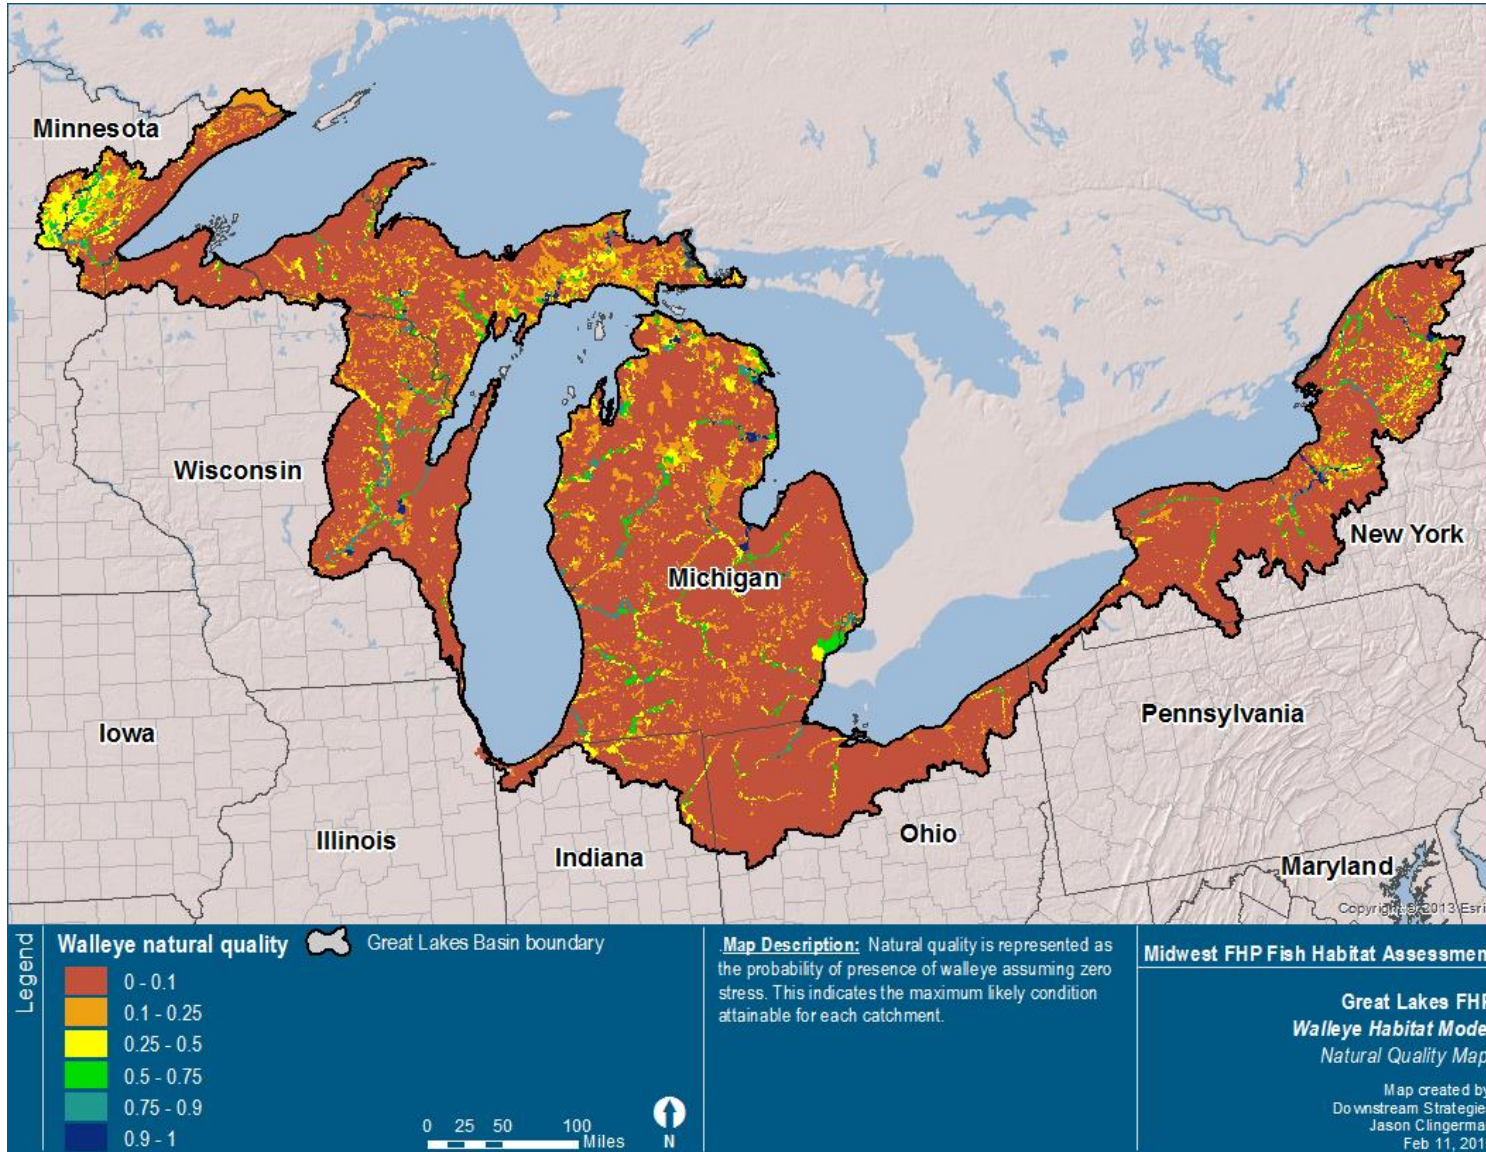 Minnesota
Wisconsin
Michigan
New York
Iowa
Pennsylvania
Illinois
Indiana
Ohio
Maryland
Copyright:© 2013 Esri
Legend
Walleye natural quality
Great Lakes Basin boundary
0 - 0.1
0.1 - 0.25
0.25 - 0.5
0.5 - 0.75
0.75 - 0.9
0.9 - 1
0 25 50 100
Miles
N
Map Description: Natural quality is represented as
the probability of presence of walleye assuming zero
stress. This indicates the maximum likely condition
attainable for each catchment.
Midwest FHP Fish Habitat Assessmen
Great Lakes FHP
Walleye Habitat Mode
Natural Quality Map
Map created by
Downstream Strategie
Jason Clingerma
Feb 11, 201